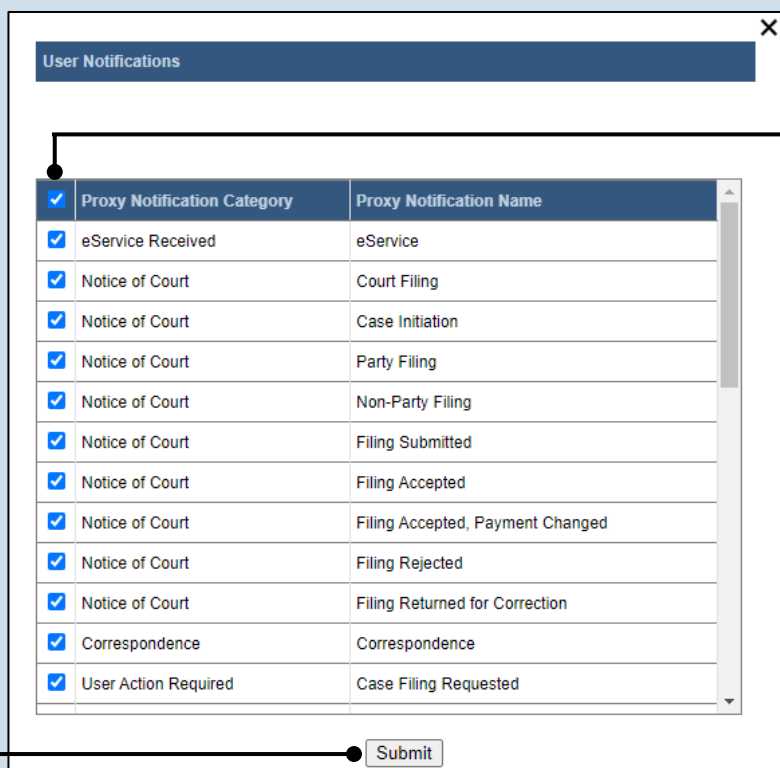 User Notifications
Proxy Notification Category Proxy Notification Name
eService Received eService
Notice of Court Court Filing
Notice of Court Case Initiation
Notice of Court Party Filing
Notice of Court Non-Party Filing
Notice of Court Filing Submitted
Notice of Court Filing Accepted
Notice of Court Filing Accepted, Payment Changed
Notice of Court Filing Rejected
Notice of Court Filing Returned for Correction
Correspondence Correspondence
User Action Required Case Filing Requested
Submit